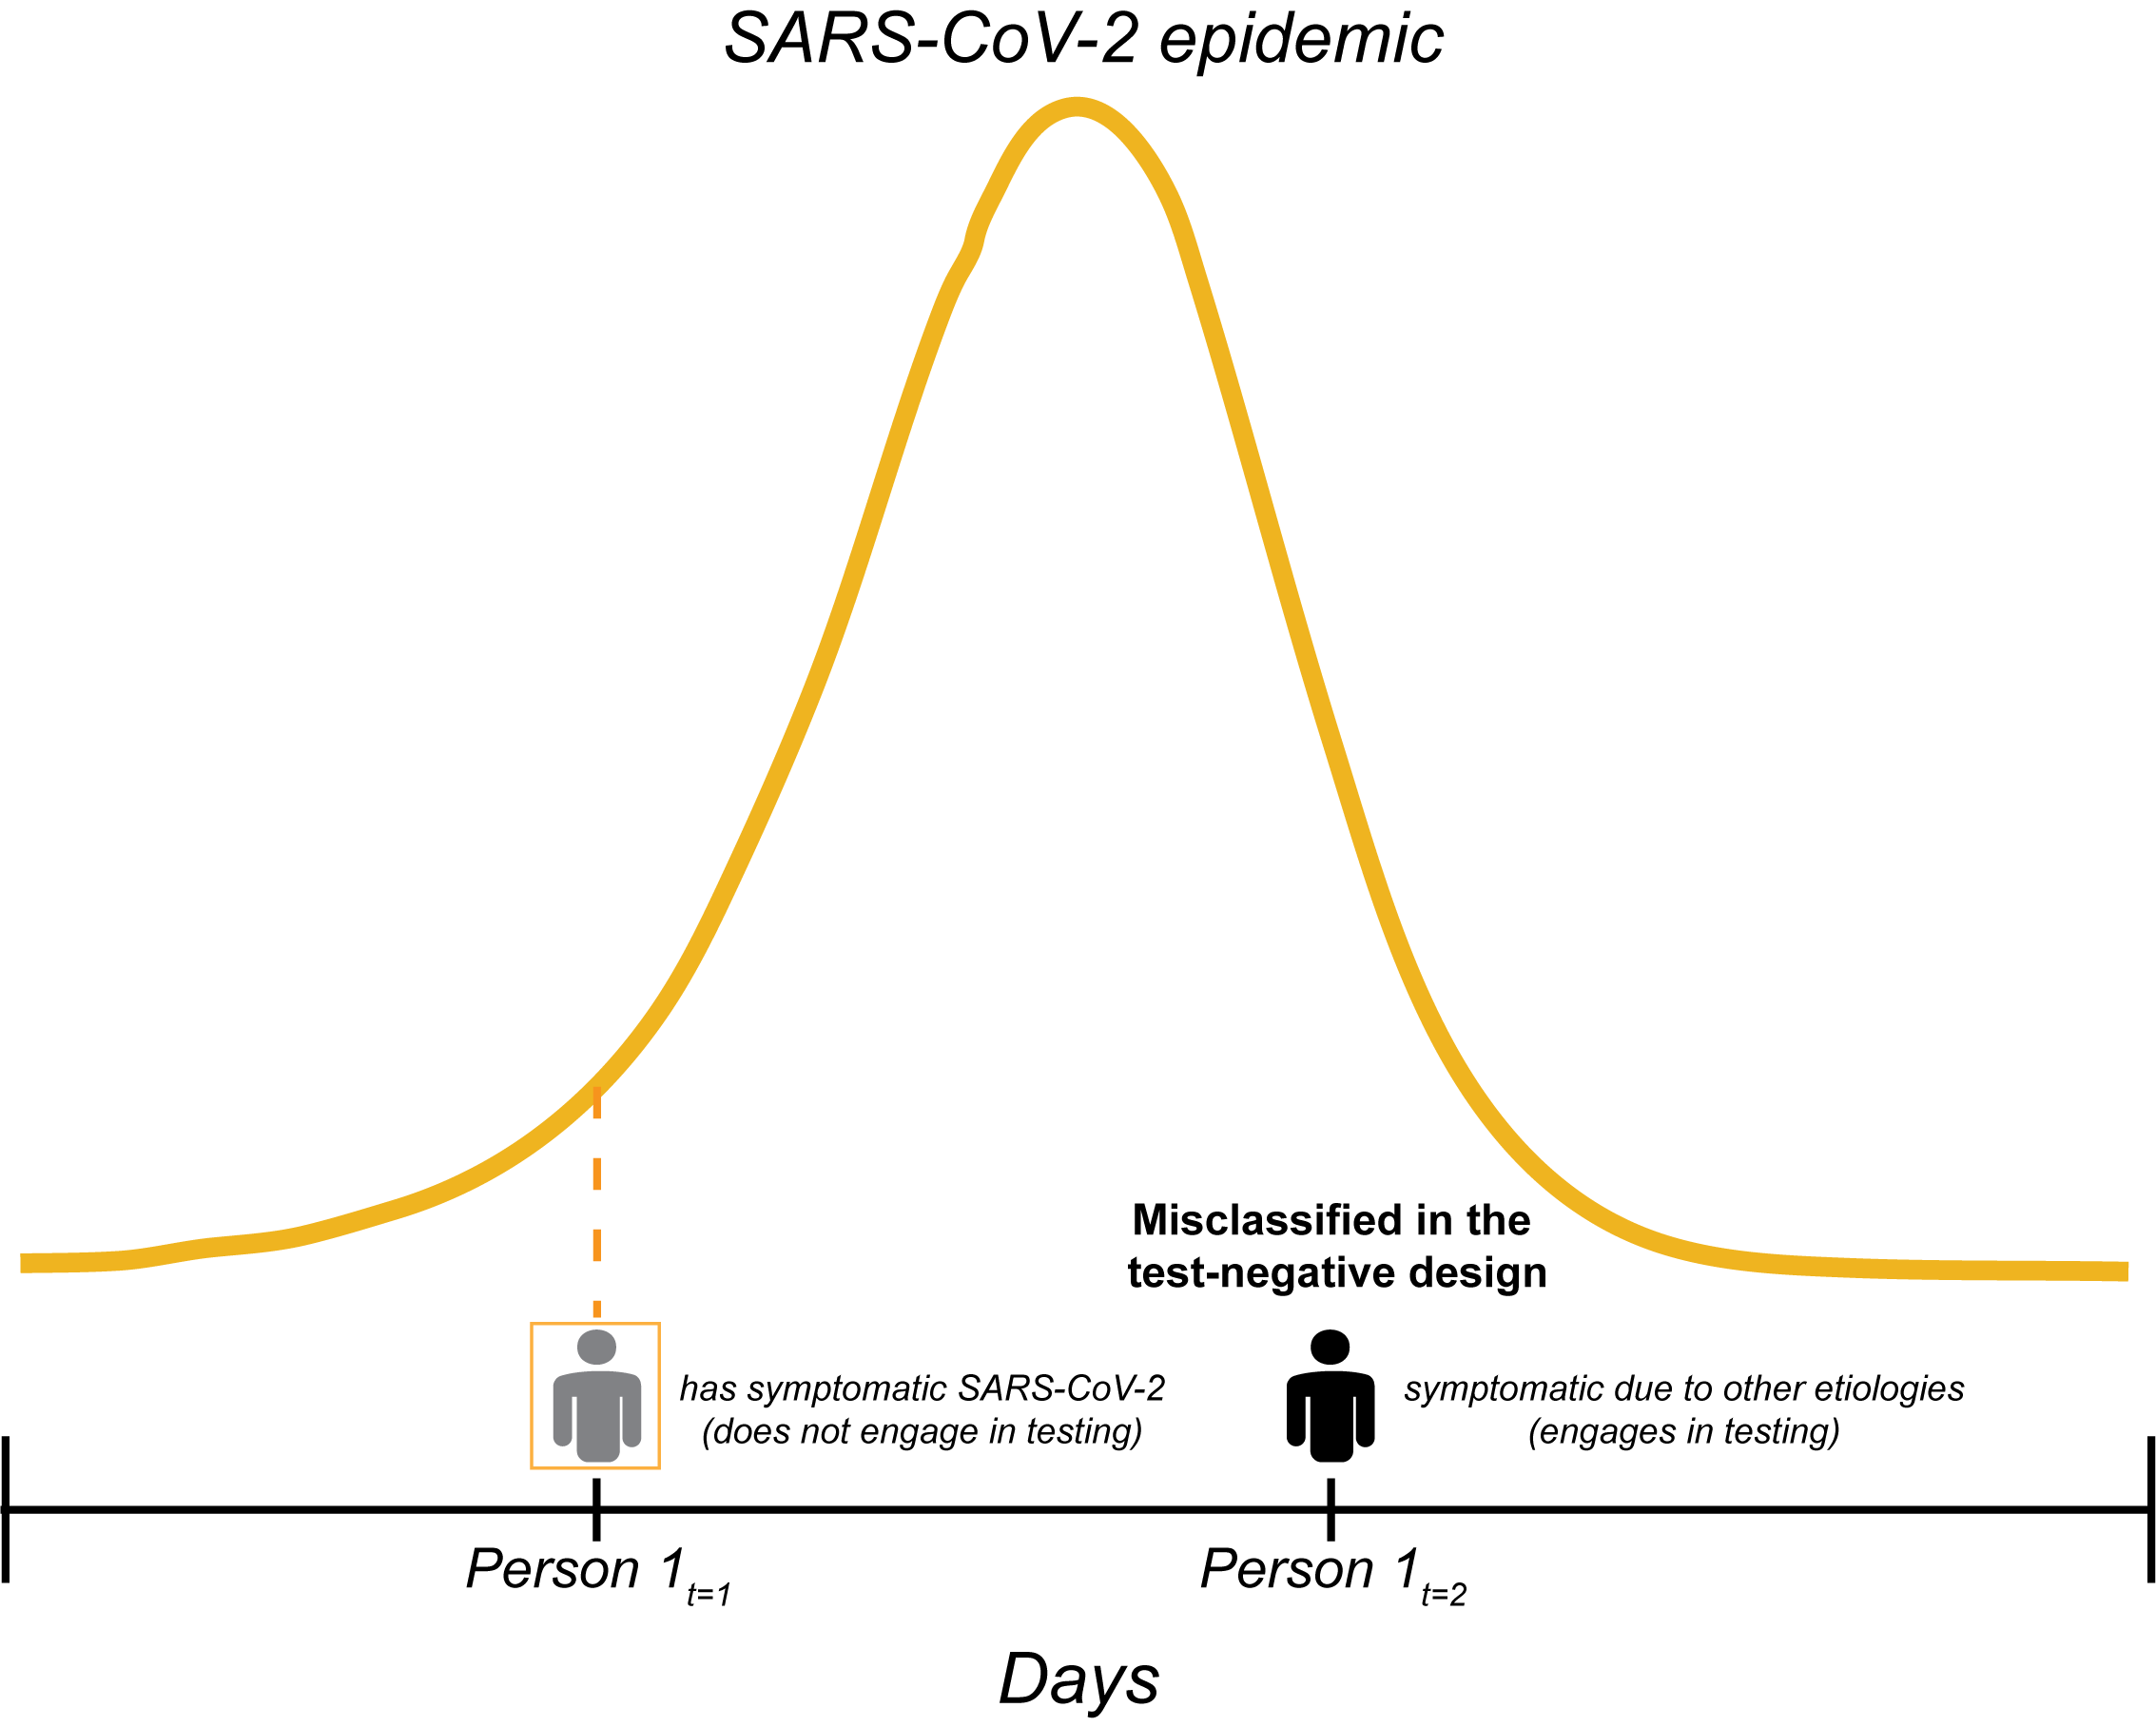 SARS-CoV-2 epidemic
Misclassified in the
test-negative design
has symptomatic SARS-CoV-2
(does not engage in testing)
symptomatic due to other etiologies
(engages in testing)
Person 1t=1
Person 1t=2
Days